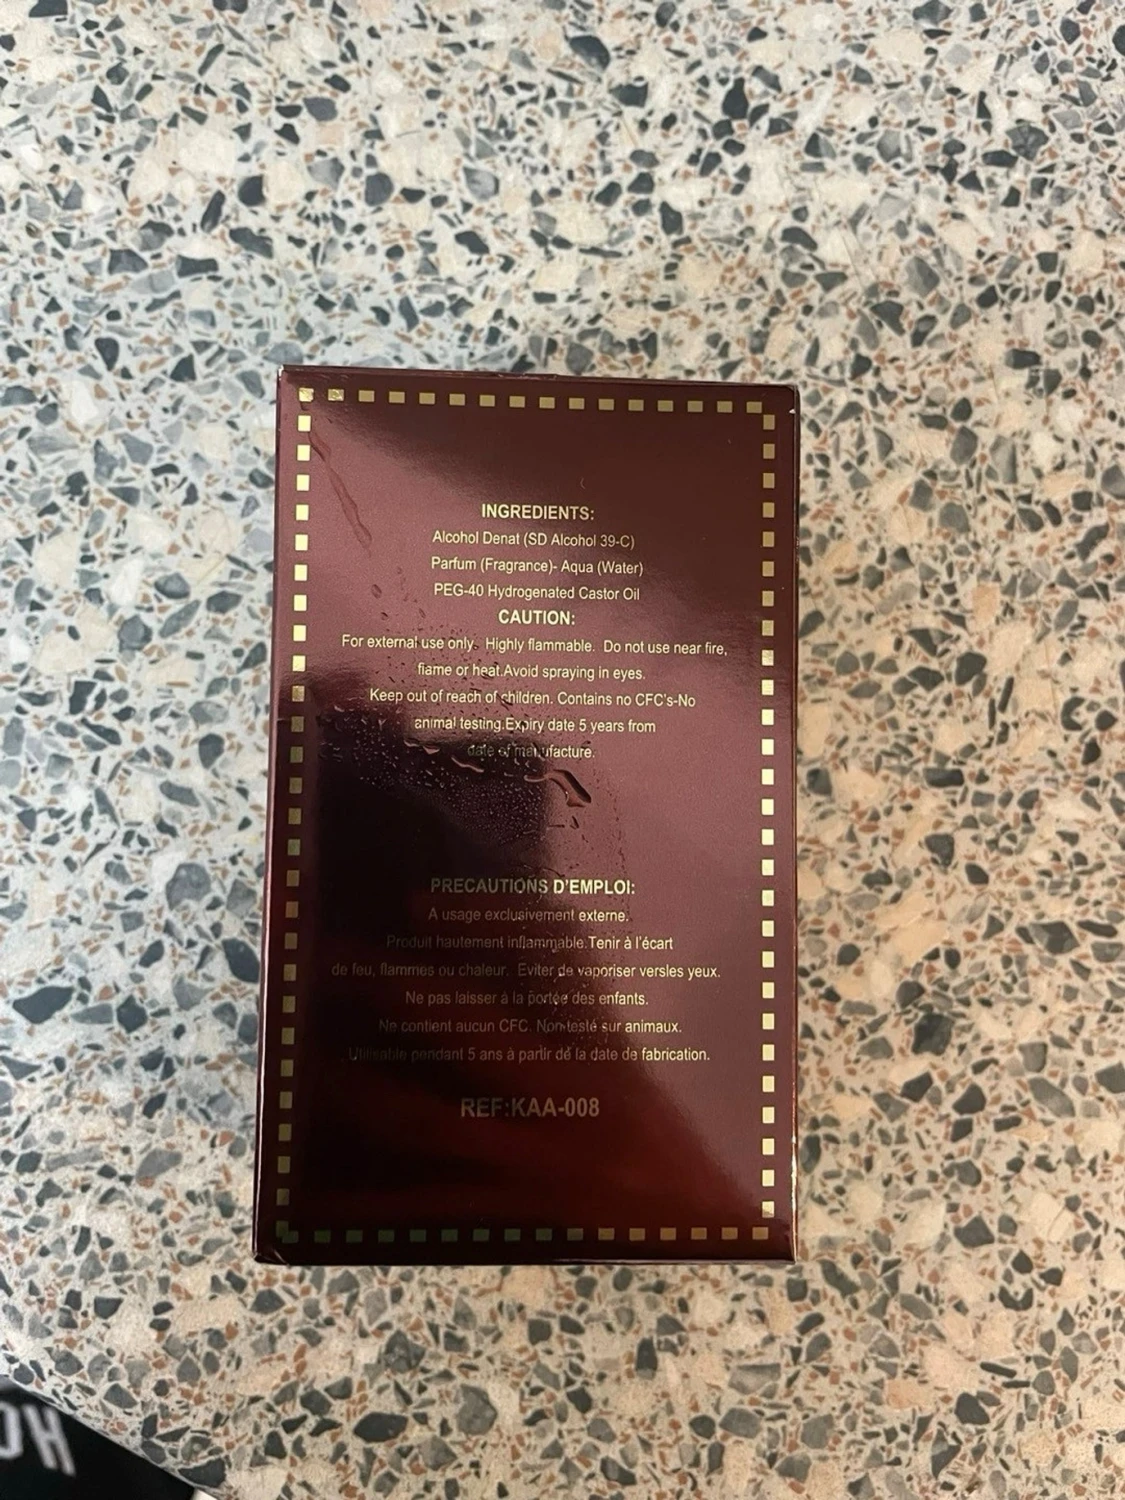 INGREDIENTS:
Alcohol Denat (SD Alcohol 39-C)
Parfum (Fragrance)- Aqua (Water)
PEG-40 Hydrogenated Castor Oil
CAUTION:
For external use only. Highly flammable. Do not use near fire,
flame or heat.Avoid spraying in eyes.
Keep out of reach of children. Contains no CFC's-No
animal testing.Expiry date 5 years from
date of manufacture.
PRECAUTIONS D'EMPLOI:
A usage exclusivement externe.
Produit hautement inflammable.Tenir à l'écart
de feu, flammes ou chaleur. Eviter de vaporiser versles yeux.
Ne pas laisser à la portée des enfants.
Ne contient aucun CFC. Non testé sur animaux.
Utilisable pendant 5 ans à partir dé la date de fabrication.
REF:KAA-008